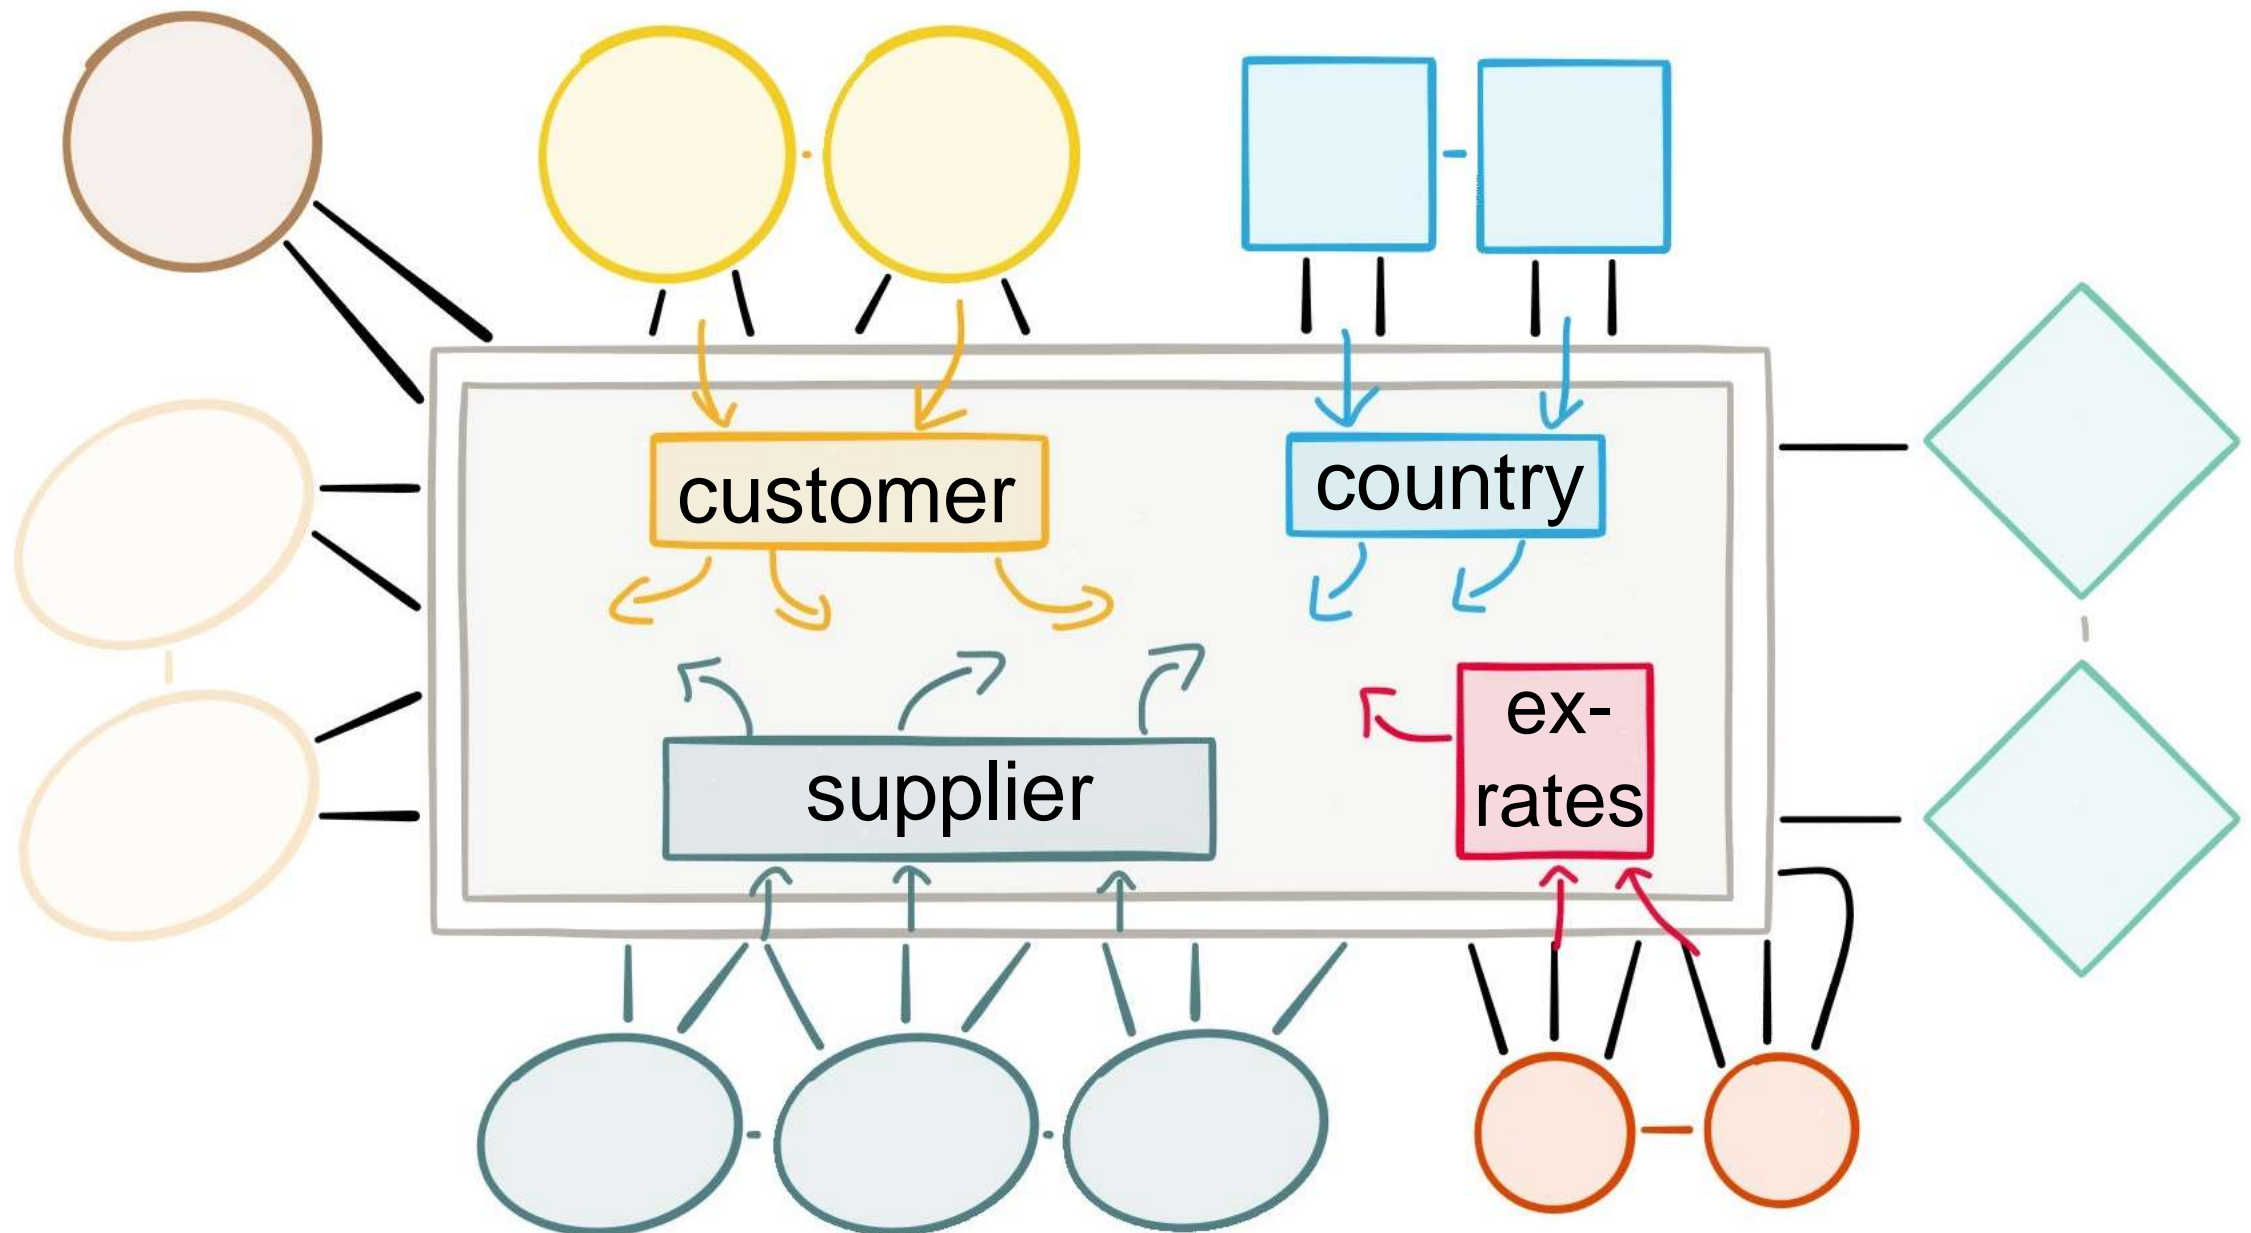 customer
country
supplier
ex-
rates